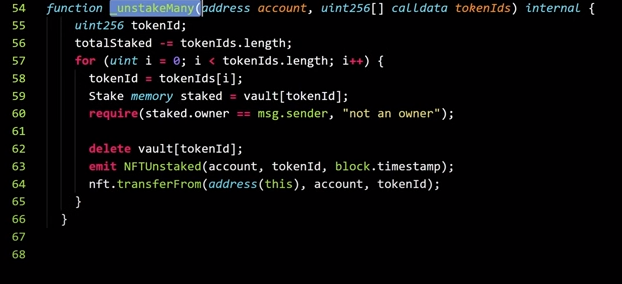 54 function _unstakeMany(address account, uint256[] calldata tokenIds) internal {
55 uint256 tokenId;
56 totalStaked -= tokenIds.length;
57 for (uint i = 0; i < tokenIds.length; i++) {
58 tokenId = tokenIds[i];
59 Stake memory staked = vault[tokenId];
60 require(staked.owner == msg.sender, "not an owner");
61
62 delete vault[tokenId];
63 emit NFTUnstaked(account, tokenId, block.timestamp);
64 nft.transferFrom(address(this), account, tokenId);
65 }
66 }
67
68